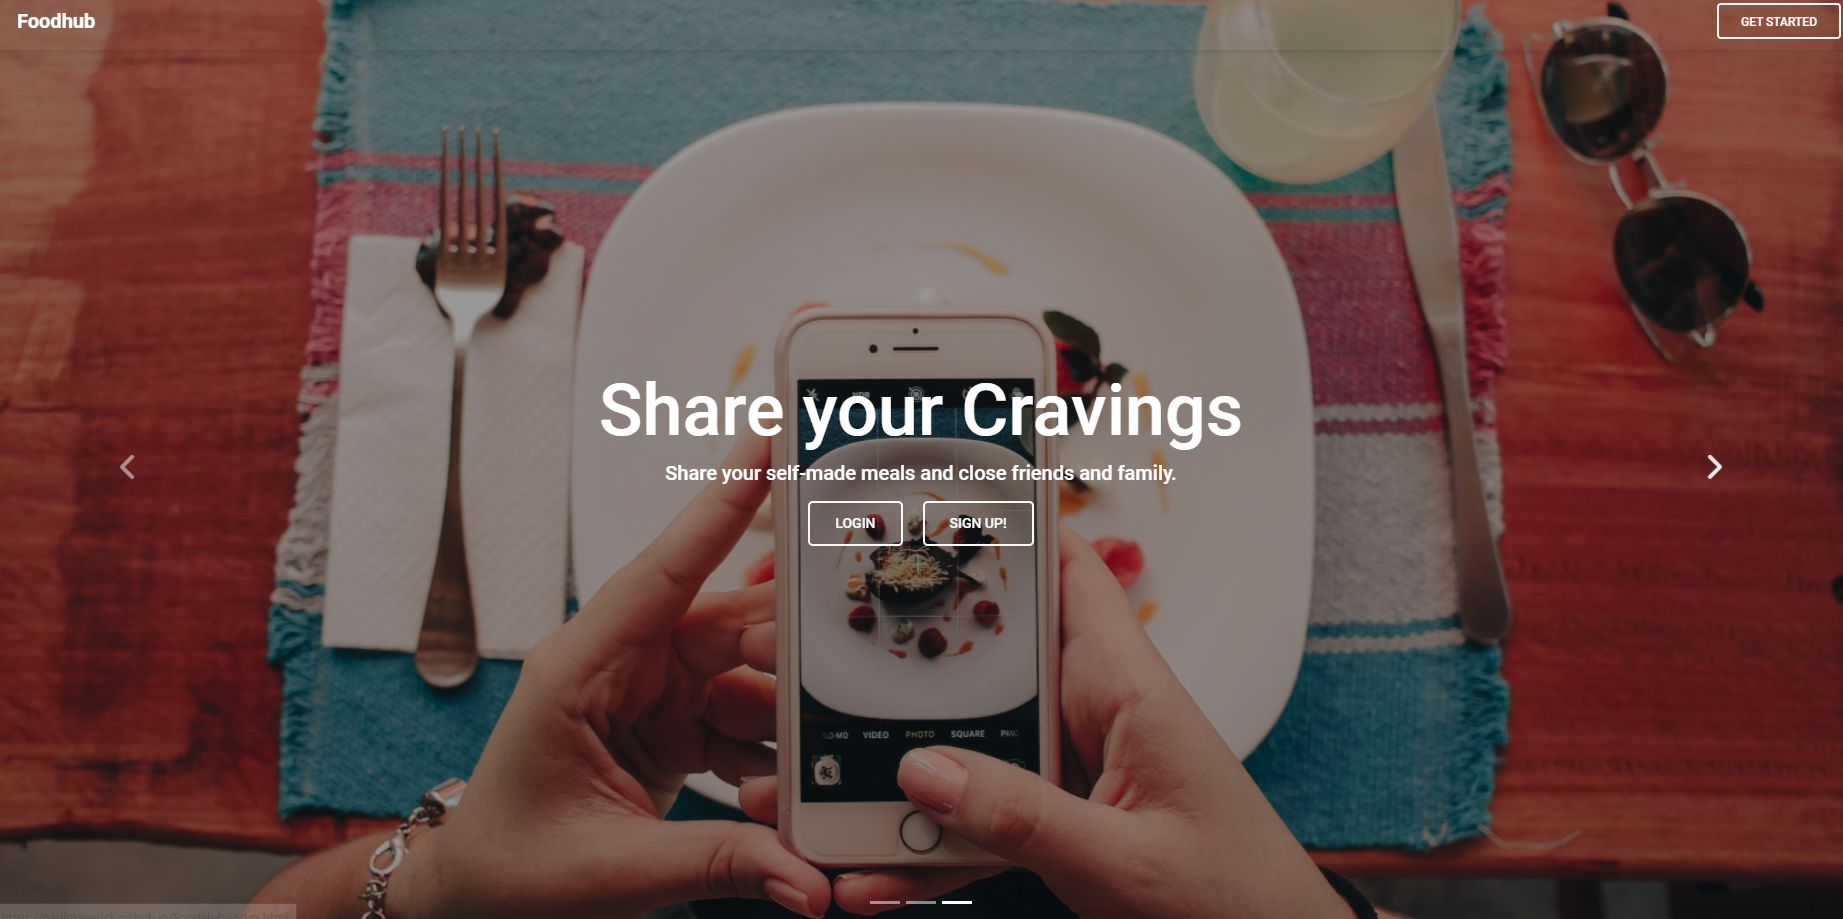 Foodhub
GET STARTED
HDR
Share your Cravings
Share your self-made meals and close friends and family.
LOGIN
SIGN UP!
SLO-MO VIDEO PHOTO SQUARE PANO